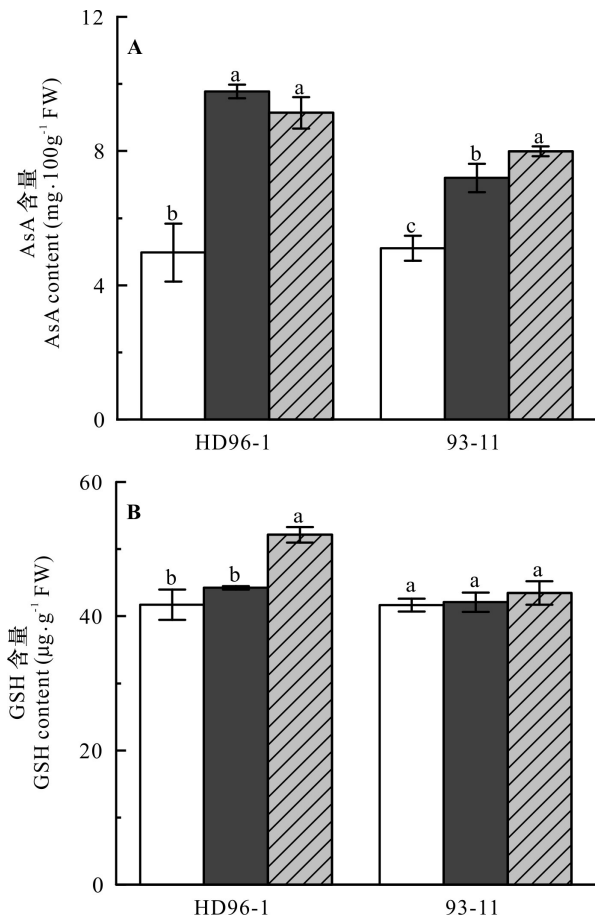 12
8
4
0
A
AsA 含量
AsA content (mg·100g⁻¹ FW)
b
a
a
c
b
a
HD96-1
93-11
60
40
20
0
B
GSH 含量
GSH content (μg·g⁻¹ FW)
b
b
a
a
a
a
HD96-1
93-11